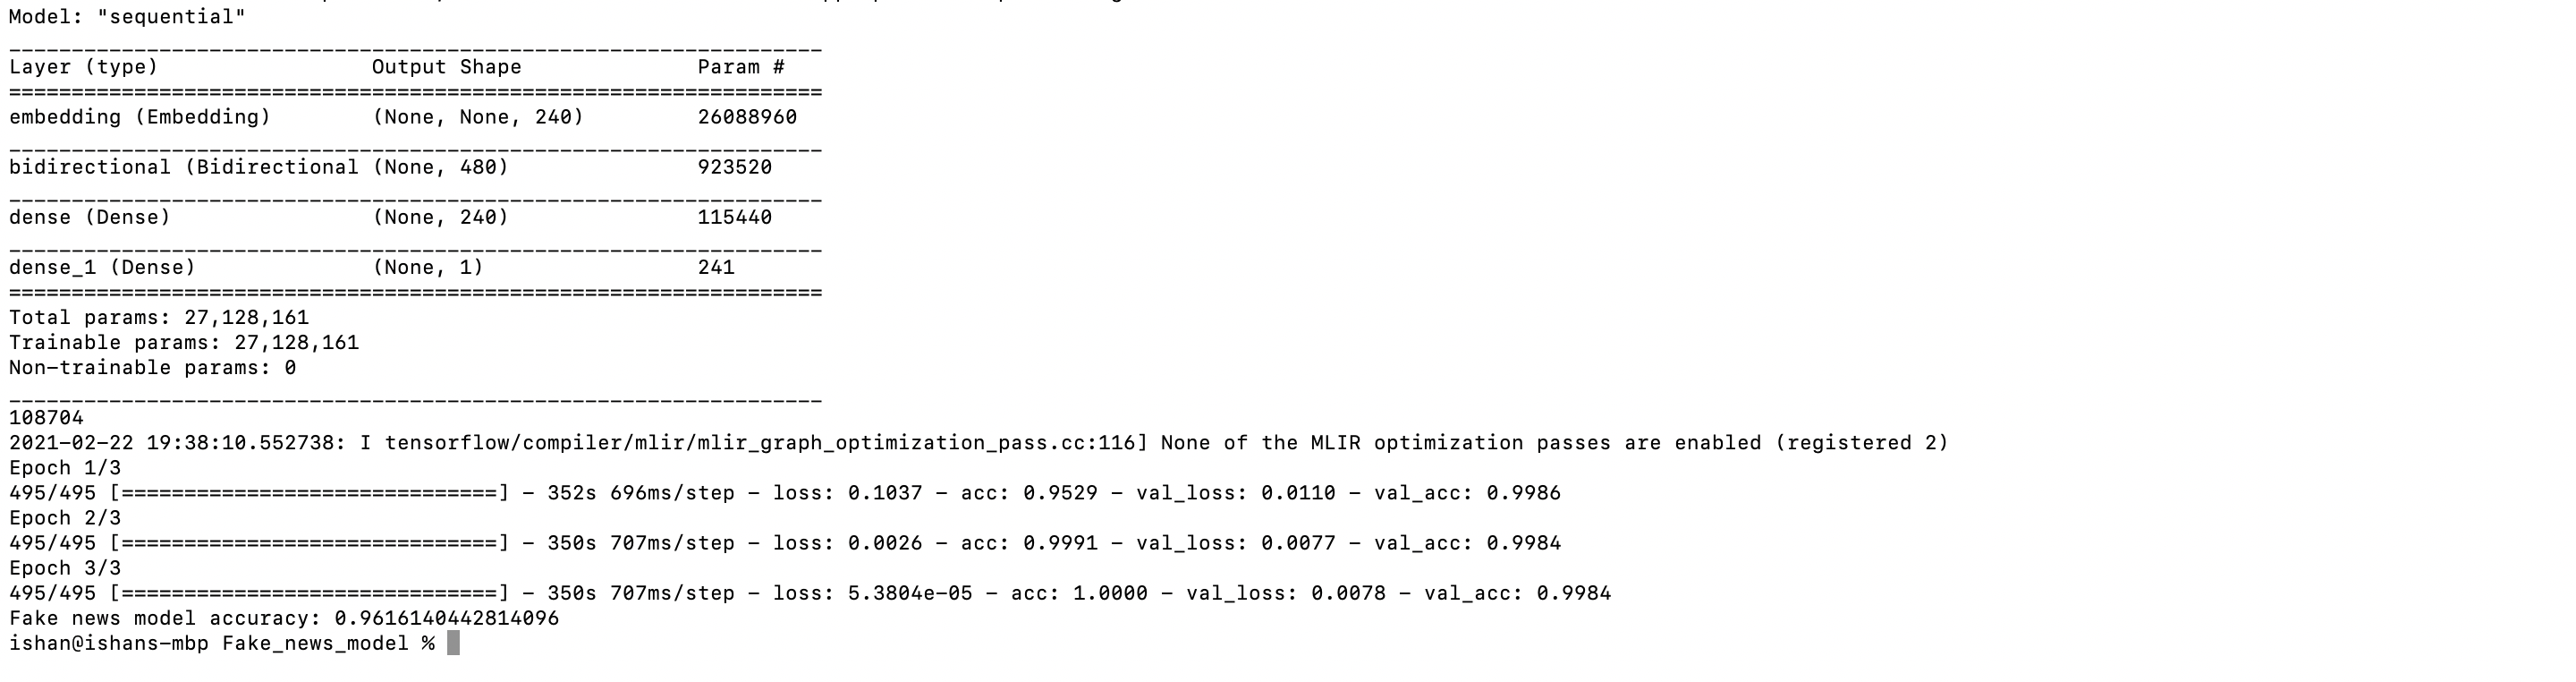 Model: "sequential"
_________________________________________________________________
Layer (type)                 Output Shape              Param #
=================================================================
embedding (Embedding)        (None, None, 240)         26088960
_________________________________________________________________
bidirectional (Bidirectional (None, 480)               923520
_________________________________________________________________
dense (Dense)                (None, 240)               115440
_________________________________________________________________
dense_1 (Dense)              (None, 1)                 241
=================================================================
Total params: 27,128,161
Trainable params: 27,128,161
Non-trainable params: 0
_________________________________________________________________
108704
2021-02-22 19:38:10.552738: I tensorflow/compiler/mlir/mlir_graph_optimization_pass.cc:116] None of the MLIR optimization passes are enabled (registered 2)
Epoch 1/3
495/495 [==============================] - 352s 696ms/step - loss: 0.1037 - acc: 0.9529 - val_loss: 0.0110 - val_acc: 0.9986
Epoch 2/3
495/495 [==============================] - 350s 707ms/step - loss: 0.0026 - acc: 0.9991 - val_loss: 0.0077 - val_acc: 0.9984
Epoch 3/3
495/495 [==============================] - 350s 707ms/step - loss: 5.3804e-05 - acc: 1.0000 - val_loss: 0.0078 - val_acc: 0.9984
Fake news model accuracy: 0.9616140442814096
ishan@ishans-mbp Fake_news_model %